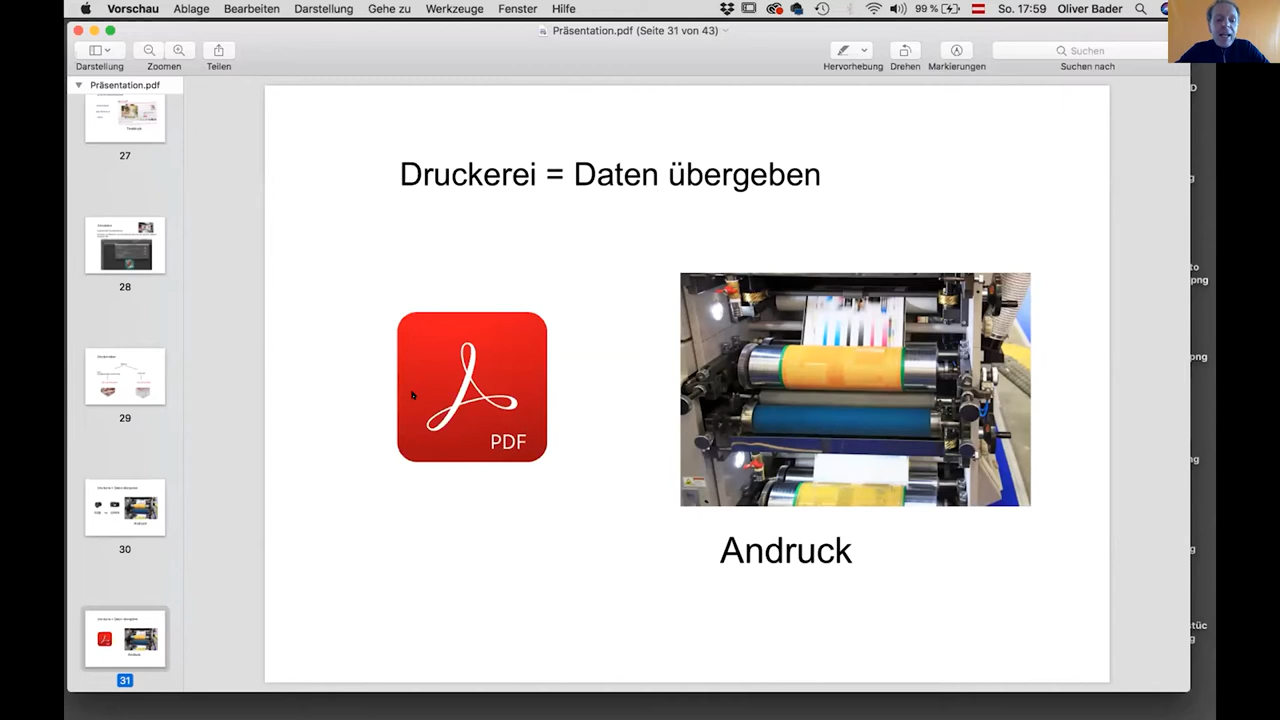 Vorschau Ablage Bearbeiten Darstellung Gehe zu Werkzeuge Fenster Hilfe 99 % So. 17:59 Oliver Bader
Präsentation.pdf (Seite 31 von 43)
Darstellung Zoomen Teilen Hervorhebung Drehen Markierungen Suchen nach
Suchen
Präsentation.pdf
27
28
29
30
31
Druckerei = Daten übergeben
PDF
Andruck